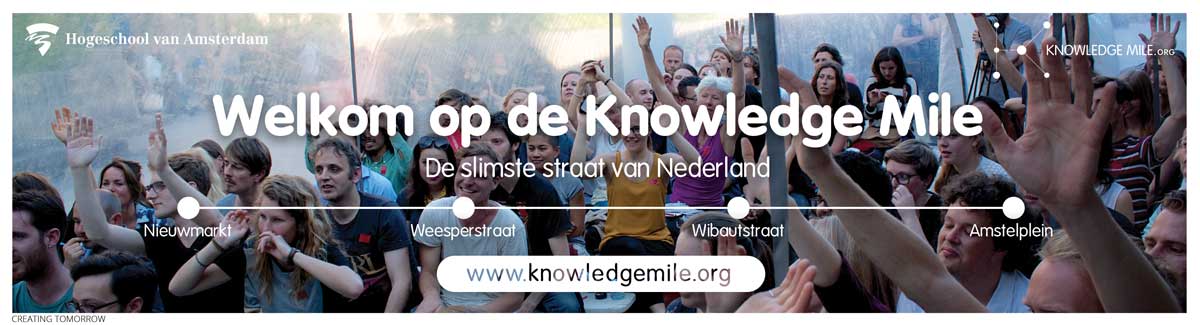 Hogeschool van Amsterdam
KNOWLEDGE MILE.ORG
Welkom op de Knowledge Mile
De slimste straat van Nederland
Nieuwmarkt
Weesperstraat
Wibautstraat
Amstelplein
www.knowledgemile.org
CREATING TOMORROW